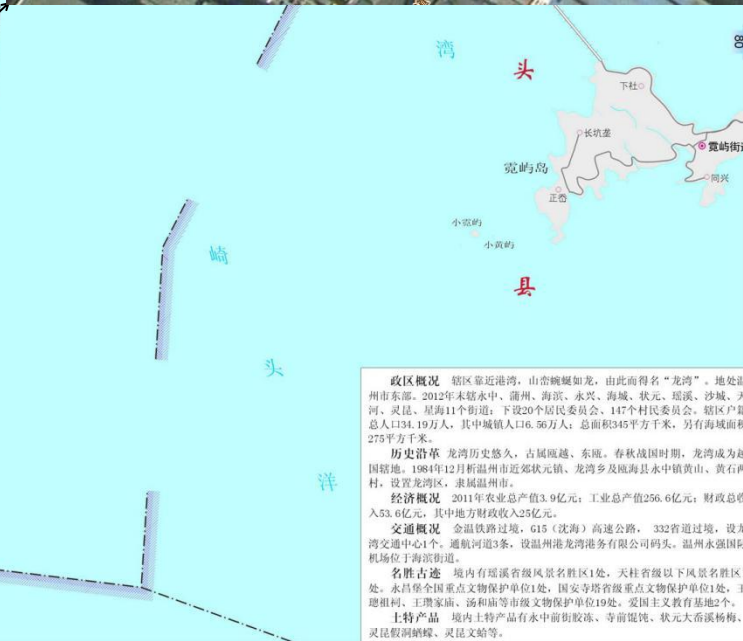 湾
头
80
下社
长坑垄
霓屿街道
霓屿岛
同兴
正岙
小霓屿
小黄屿
崎
县
头
洋
政区概况 辖区靠近港湾，山峦蜿蜒如龙，由此而得名“龙湾”。地处温
州市东部。2012年末辖永中、蒲州、海滨、永兴、海城、状元、瑶溪、沙城、天
河、灵昆、星海11个街道；下设20个居民委员会、147个村民委员会。辖区户籍
总人口34.19万人，其中城镇人口6.56万人；总面积345平方千米，另有海域面积
275平方千米。
历史沿革 龙湾历史悠久，古属瓯越、东瓯。春秋战国时期，龙湾成为越
国辖地。1984年12月析温州市近郊状元镇、龙湾乡及瓯海县永中镇黄山、黄石两
村，设置龙湾区，隶属温州市。
经济概况 2011年农业总产值3.9亿元；工业总产值256.6亿元；财政总收
入53.6亿元，其中地方财政收入25亿元。
交通概况 金温铁路过境，G15（沈海）高速公路， 332省道过境，设龙
湾交通中心1个。通航河道3条，设温州港龙湾港务有限公司码头。温州永强国际
机场位于海滨街道。
名胜古迹 境内有瑶溪省级风景名胜区1处，天柱省级以下风景名胜区1
处。永昌堡全国重点文物保护单位1处，国安寺塔省级重点文物保护单位1处，王
璁祖祠、王瓒家庙、汤和庙等市级文物保护单位19处。爱国主义教育基地2个。
土特产品 境内土特产品有水中前街胶冻、寺前馄饨、状元大岙溪杨梅、
灵昆假洞蝤蠓、灵昆文蛤等。